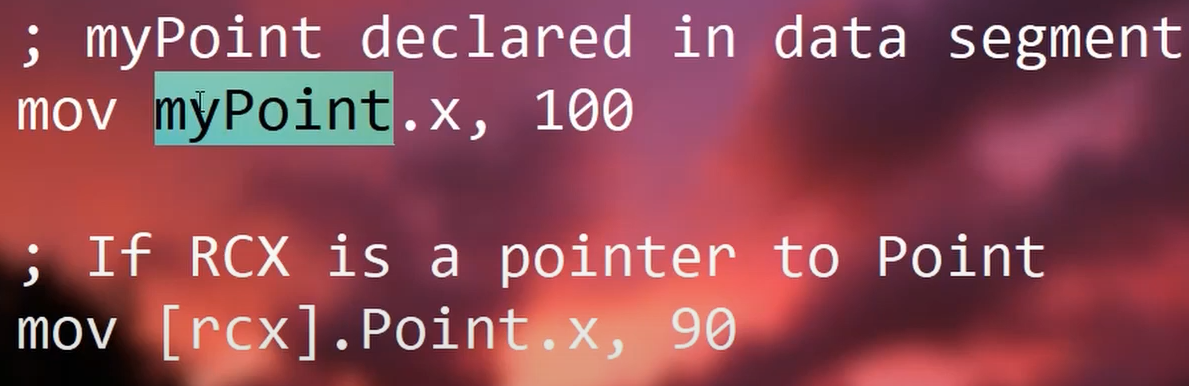 ; myPoint declared in data segment
mov myPoint.x, 100
; If RCX is a pointer to Point
mov [rcx].Point.x, 90